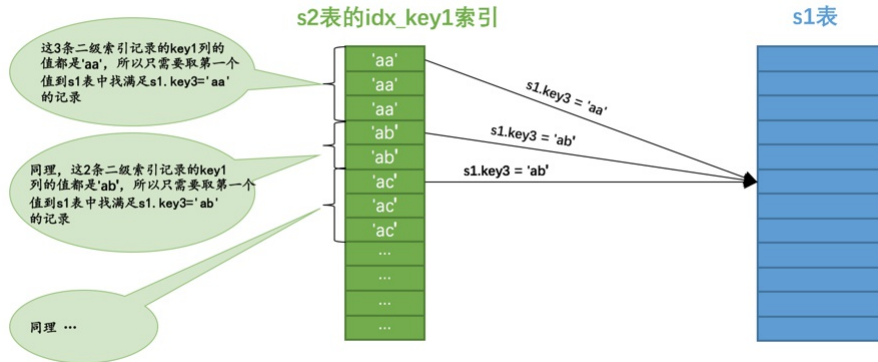 s2表的idx_key1索引
s1表
这3条二级索引记录的key1列的
值都是'aa'，所以只需要取第一个
值到s1表中找满足s1.key3='aa'
的记录
'aa'
'aa'
'aa'
'ab'
'ab'
'ac'
'ac'
'ac'
...
...
...
...
s1.key3 = 'aa'
s1.key3 = 'ab'
s1.key3 = 'ab'
同理，这2条二级索引记录的key1
列的值都是'ab'，所以只需要取第一个
值到s1表中找满足s1.key3='ab'
的记录
同理 ...